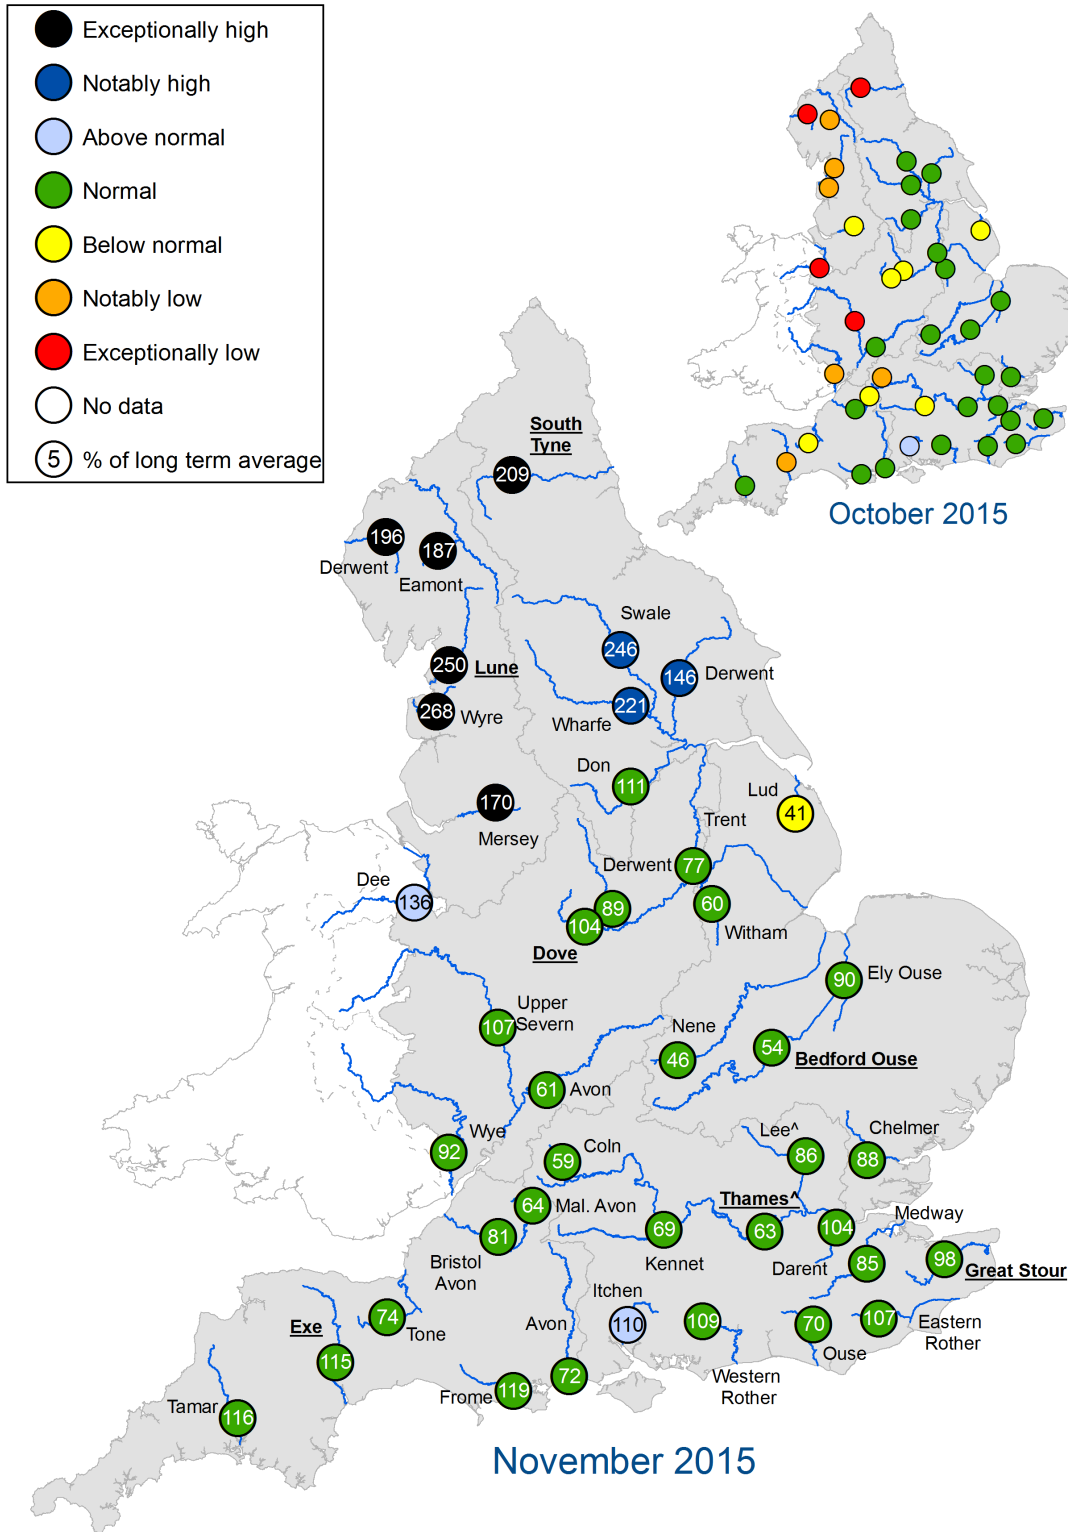 Exceptionally high
Notably high
Above normal
Normal
Below normal
Notably low
Exceptionally low
No data
5 % of long term average
October 2015
South
Tyne
209
196
187
Derwent
Eamont
Swale
246
250
Lune
146
Derwent
268
Wyre
221
Wharfe
Don
111
170
Mersey
Lud
41
Trent
Derwent
77
Dee
136
89
60
104
Witham
Dove
90
Ely Ouse
Upper
Severn
107
Nene
46
54
Bedford Ouse
61
Avon
Wye
92
Coln
59
Lee^
86
Chelmer
88
Thames^
64
Mal. Avon
81
Bristol
Avon
69
Kennet
63
104
Darent
Medway
85
98
Great Stour
Itchen
110
109
Western
Rother
70
Ouse
107
Eastern
Rother
74
Tone
Exe
115
Avon
72
Frome
119
Tamar
116
November 2015